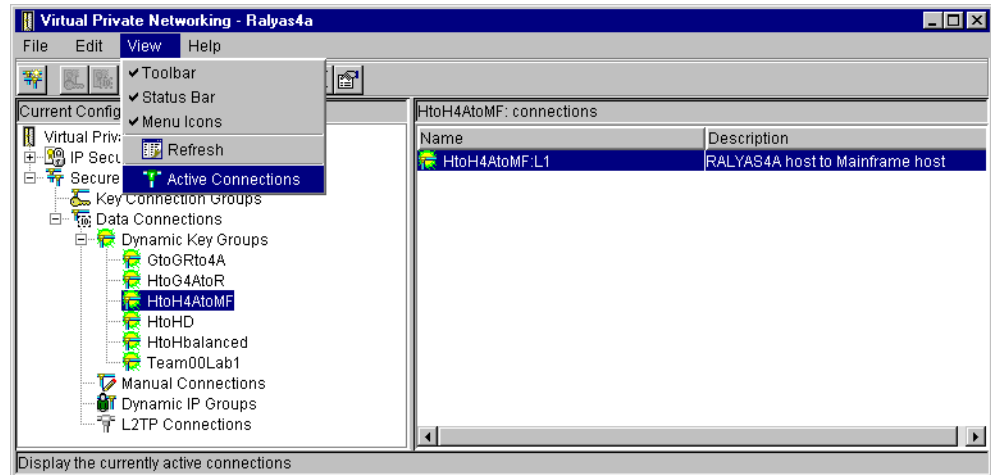 Virtual Private Networking - Ralyas4a
File Edit View Help
Toolbar
Status Bar
Menu Icons
Refresh
Active Connections
Current Config
Virtual Priv
IP Secu
Secure
Key Connection Groups
Data Connections
Dynamic Key Groups
GtoGRto4A
HtoG4AtoR
HtoH4AtoMF
HtoHD
HtoHbalanced
Team00Lab1
Manual Connections
Dynamic IP Groups
L2TP Connections
HtoH4AtoMF: connections
Name Description
HtoH4AtoMF:L1 RALYAS4A host to Mainframe host
Display the currently active connections